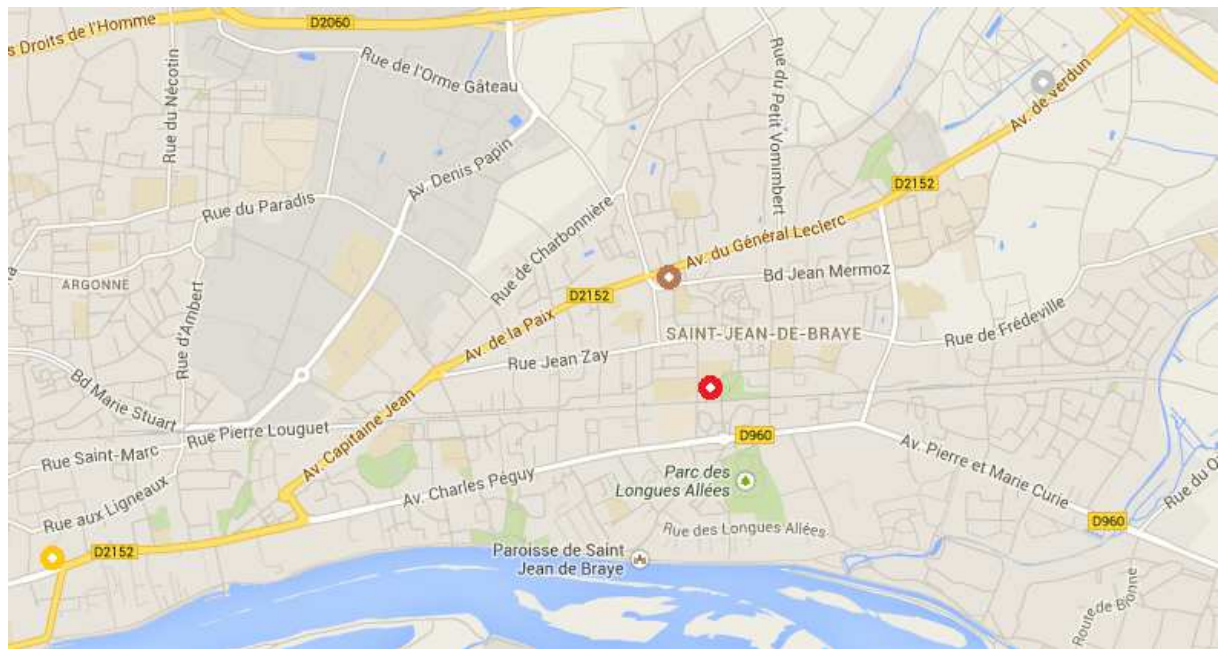 s Droits de l'Homme
D2060
Rue du Nécotin
Rue de l'Orme Gâteau
Rue du Petit Vomimbert
Av. de verdun
Av. Denis Papin
D2152
Rue du Paradis
Rue de Charbonnière
Av. du Général Leclerc
Bd Jean Mermoz
ARGONNE
D2152
Rue d'Ambert
Av. de la Paix
SAINT-JEAN-DE-BRAYE
Rue de Frédeville
Rue Jean Zay
Bd Marie Stuart
Av. Capitaine Jean
Rue Pierre Louguet
D960
Rue Saint-Marc
Av. Pierre et Marie Curie
Av. Charles Péguy
Parc des
Longues Allées
Rue aux Ligneaux
Rue du O
D960
Rue des Longues Allées
D2152
Paroisse de Saint
Jean de Braye
Route de Bionne